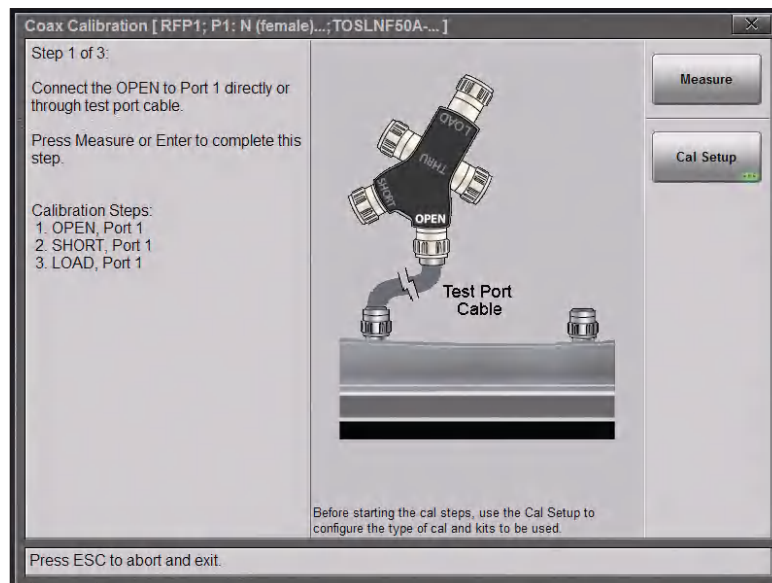 Coax Calibration [ RFP1; P1: N (female)...;TOSLNF50A-... ]
Step 1 of 3:
Connect the OPEN to Port 1 directly or
through test port cable.
Press Measure or Enter to complete this
step.
Calibration Steps:
1. OPEN, Port 1
2. SHORT, Port 1
3. LOAD, Port 1
LOAD
THRU
SHORT
OPEN
Test Port
Cable
Before starting the cal steps, use the Cal Setup to
configure the type of cal and kits to be used.
Measure
Cal Setup
Press ESC to abort and exit.